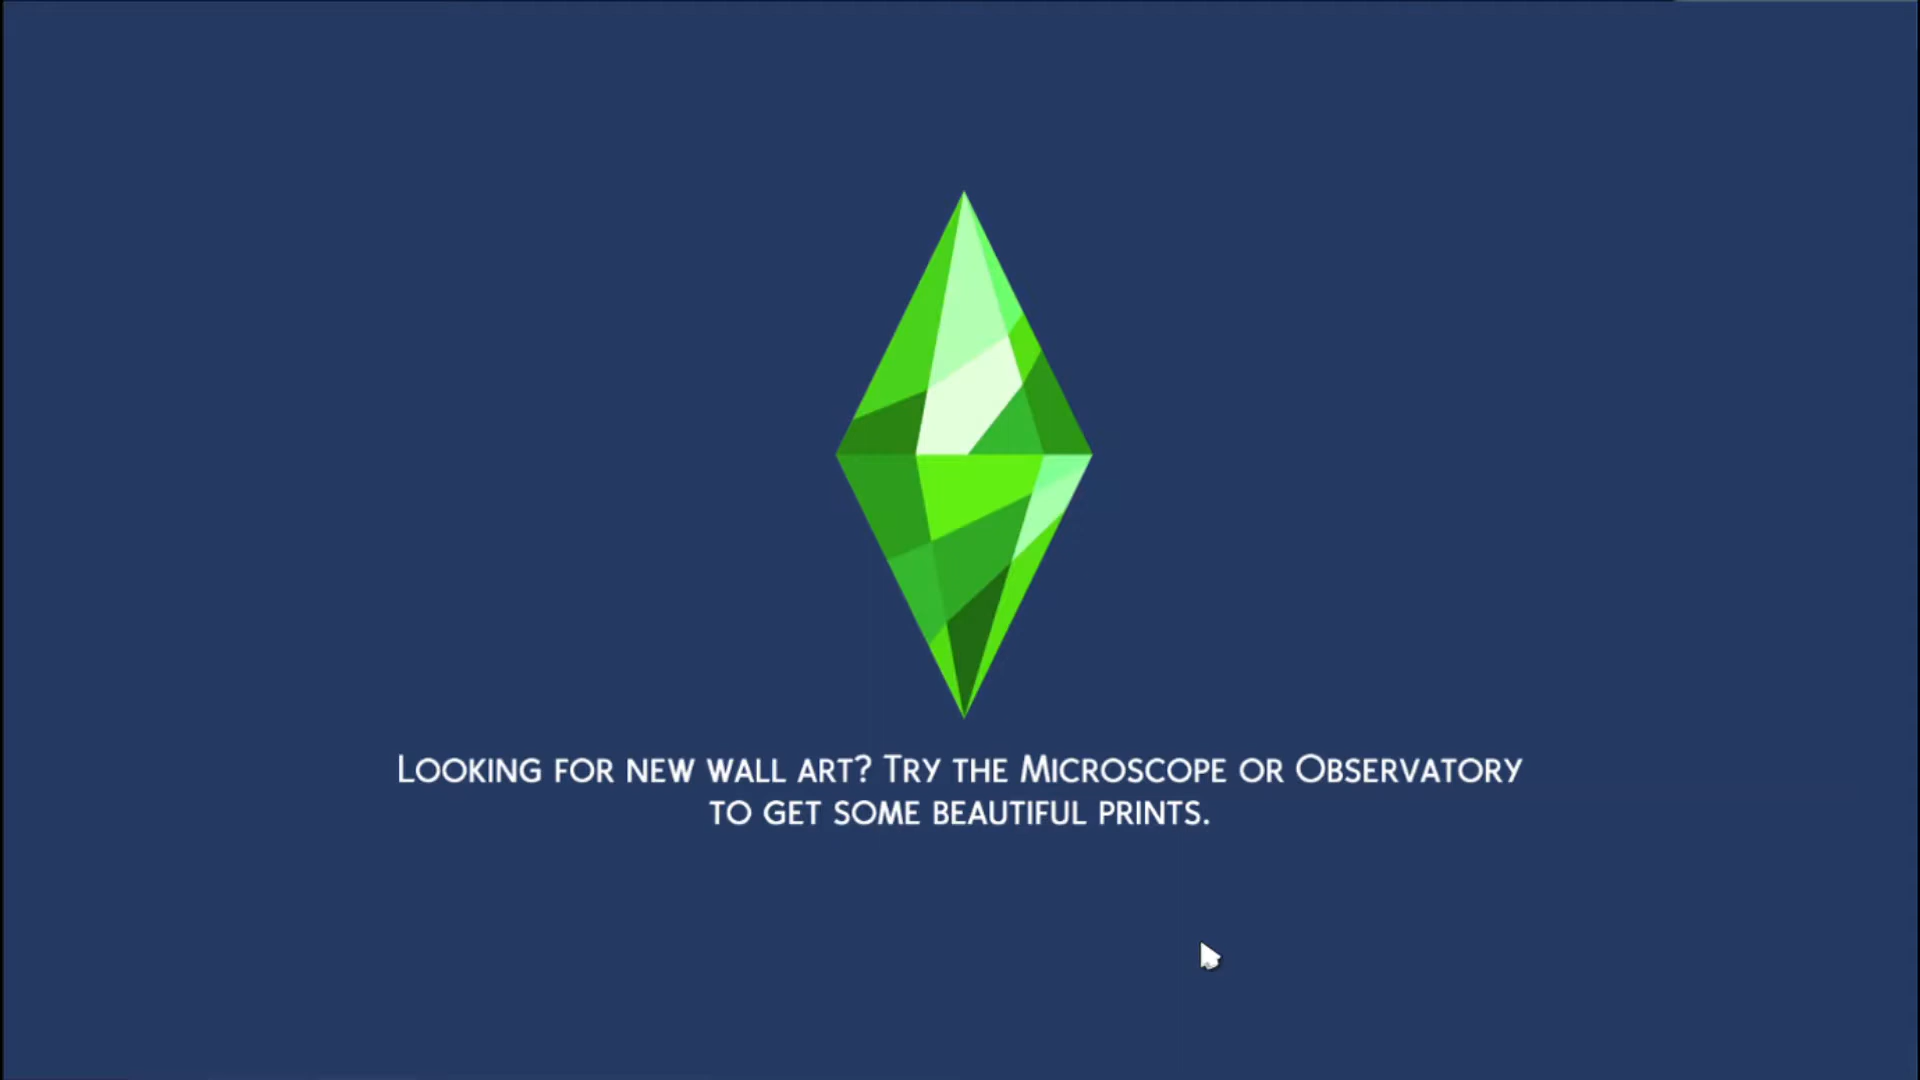 Looking for new wall art? Try the Microscope or Observatory
to get some beautiful prints.